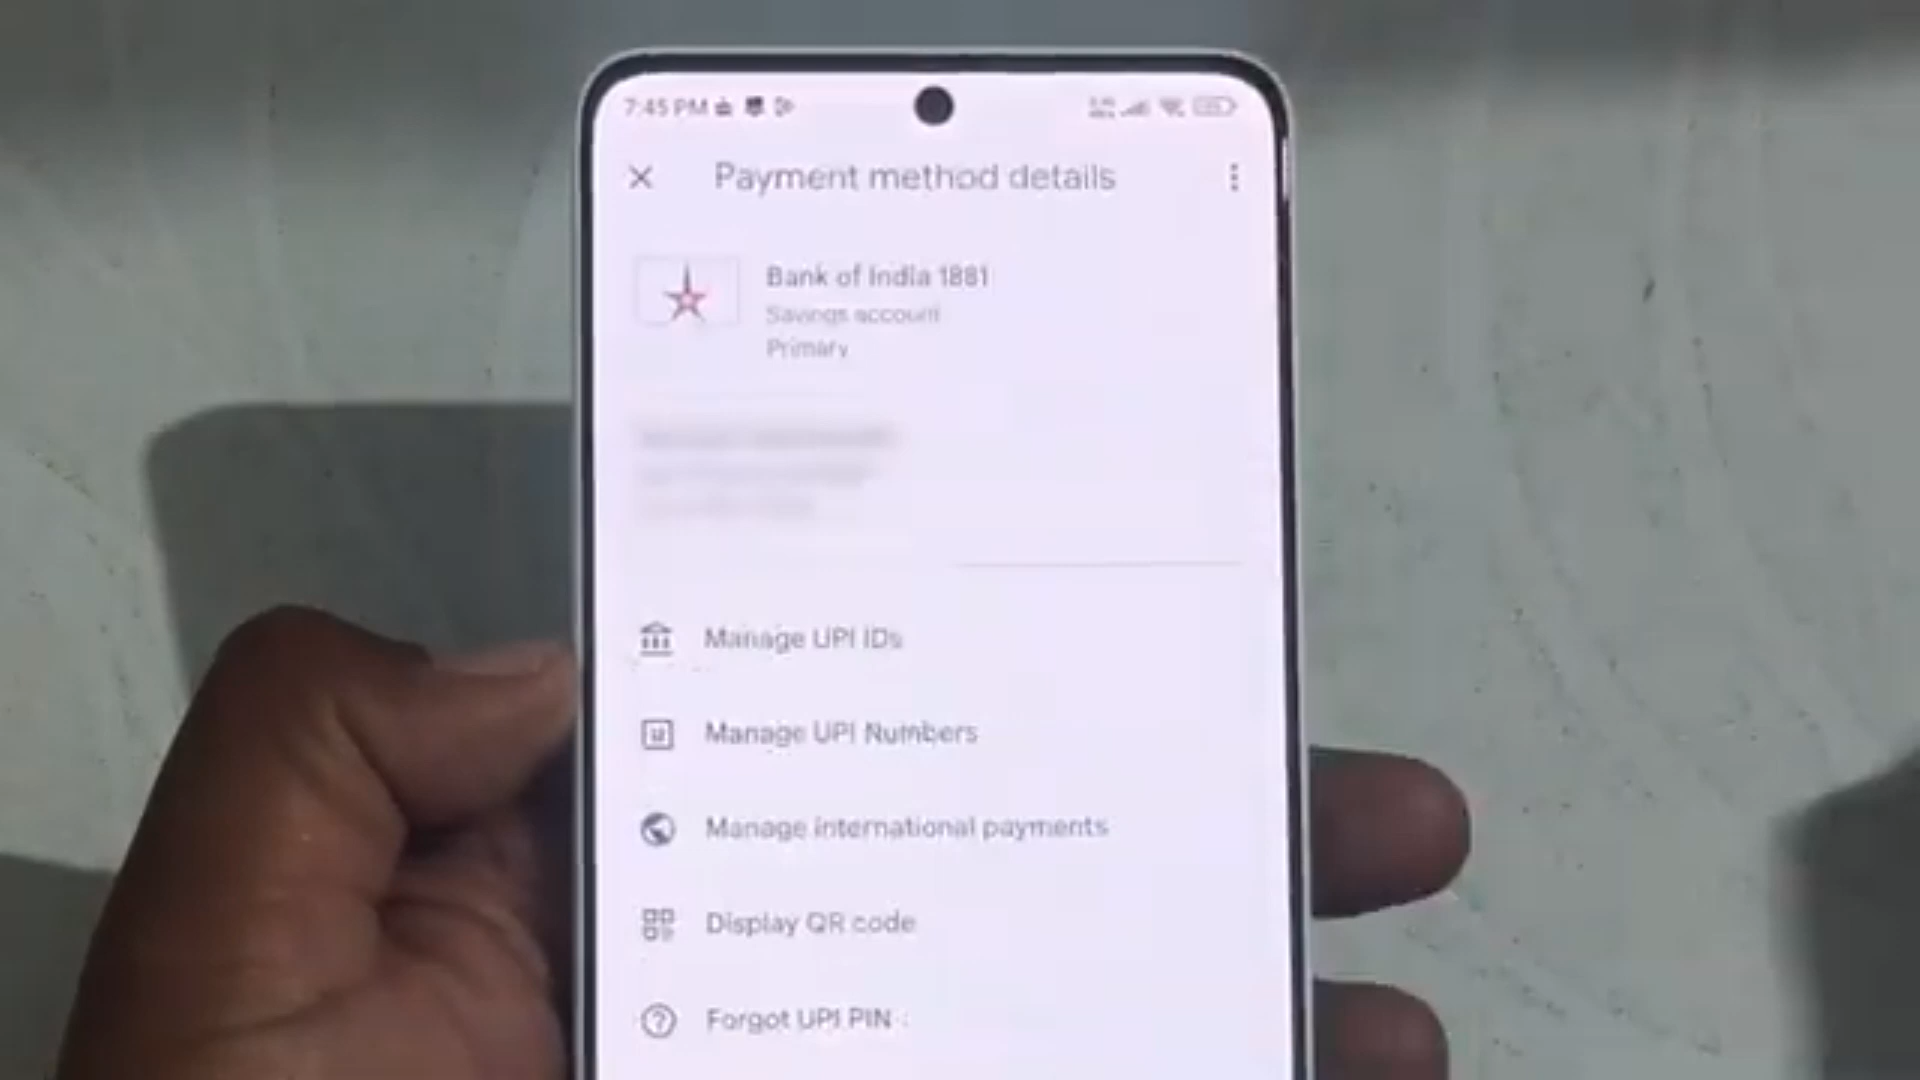 7:45 PM
Payment method details
Bank of India 1881
Savings account
Primary
Manage UPI IDs
Manage UPI Numbers
Manage international payments
Display QR code
Forgot UPI PIN